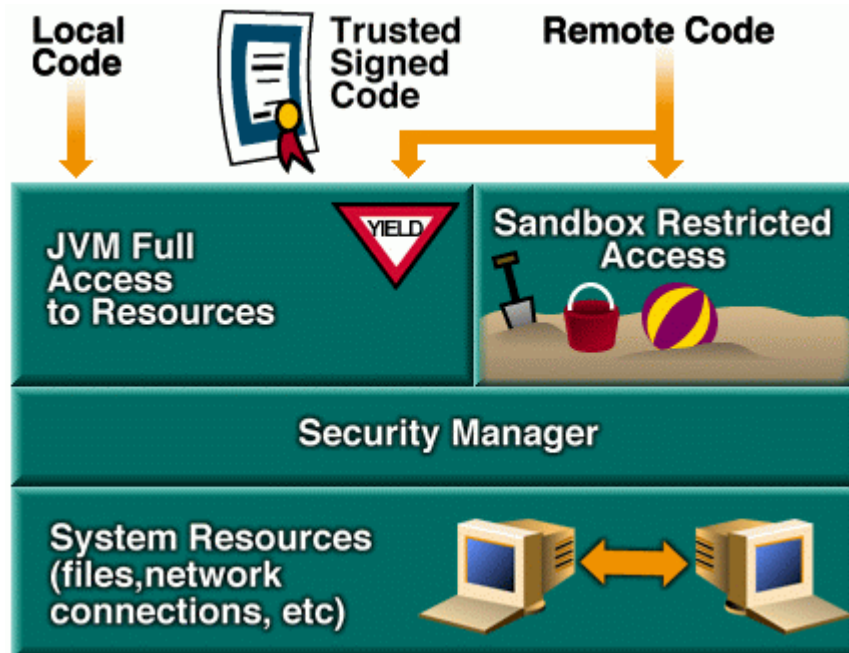 Local
Code
Trusted
Signed
Code
Remote Code
JVM Full
Access
to Resources
YIELD
Sandbox Restricted
Access
Security Manager
System Resources
(files,network
connections, etc)